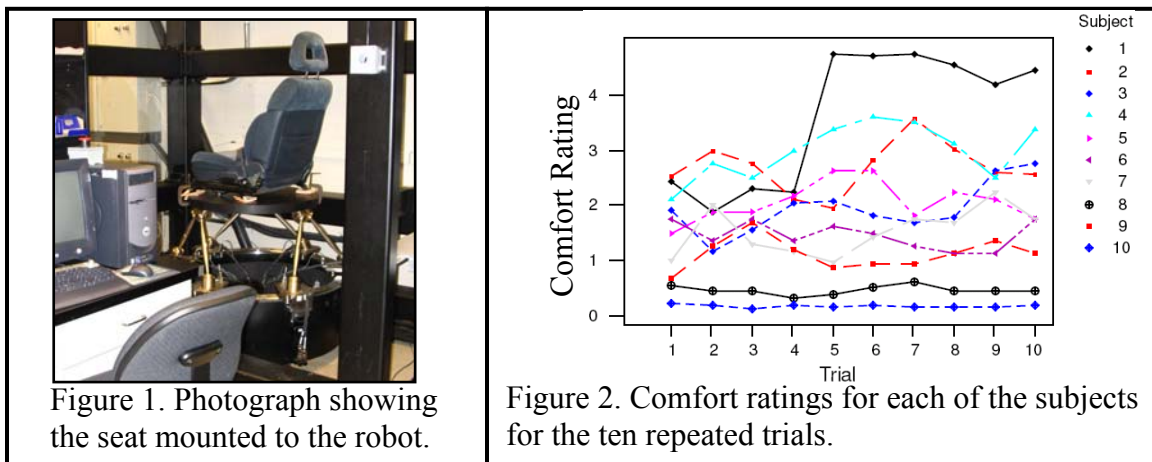 Figure 1. Photograph showing
the seat mounted to the robot.
Subject
1
2
3
4
5
6
7
8
9
10
Comfort Rating
4
3
2
1
0
1 2 3 4 5 6 7 8 9 10
Trial
Figure 2. Comfort ratings for each of the subjects
for the ten repeated trials.